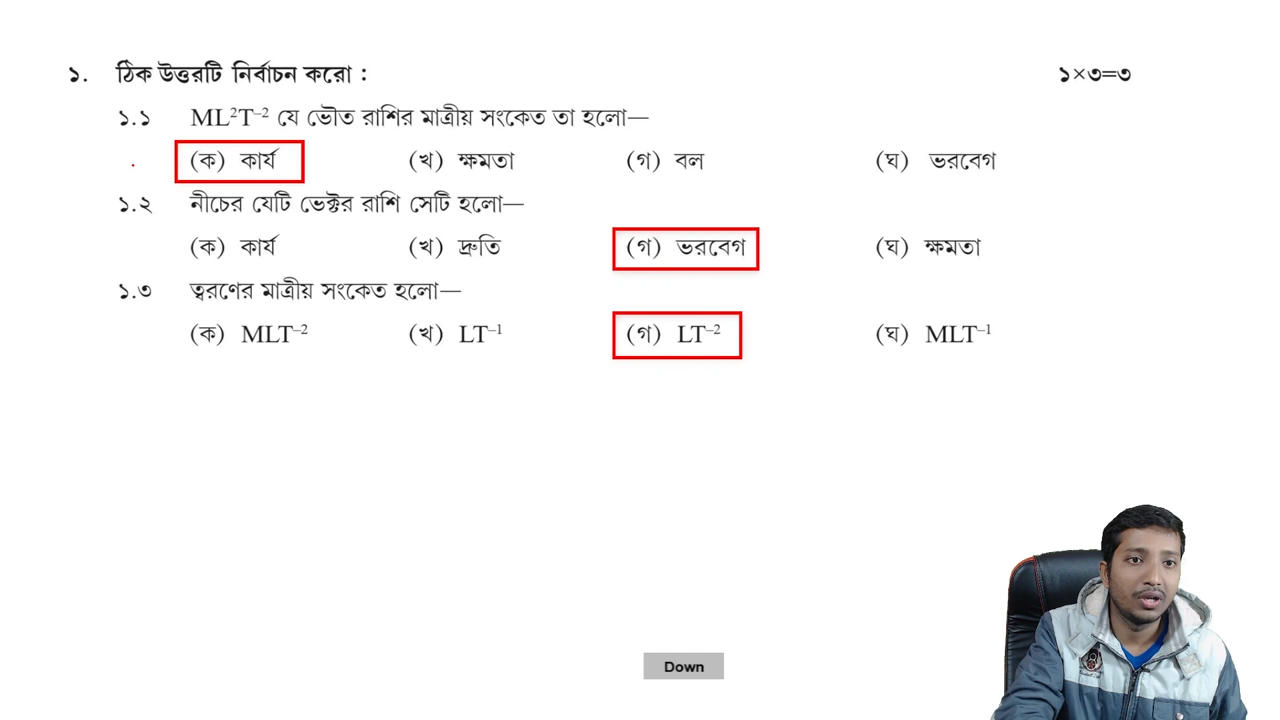 ১. ঠিক উত্তরটি নির্বাচন করো : ১×৩=৩
১.১ ML²T⁻² যে ভৌত রাশির মাত্রীয় সংকেত তা হলো—
(ক) কার্য (খ) ক্ষমতা (গ) বল (ঘ) ভরবেগ
১.২ নীচের যেটি ভেক্টর রাশি সেটি হলো—
(ক) কার্য (খ) দ্রুতি (গ) ভরবেগ (ঘ) ক্ষমতা
১.৩ ত্বরণের মাত্রীয় সংকেত হলো—
(ক) MLT⁻² (খ) LT⁻¹ (গ) LT⁻² (ঘ) MLT⁻¹
Down